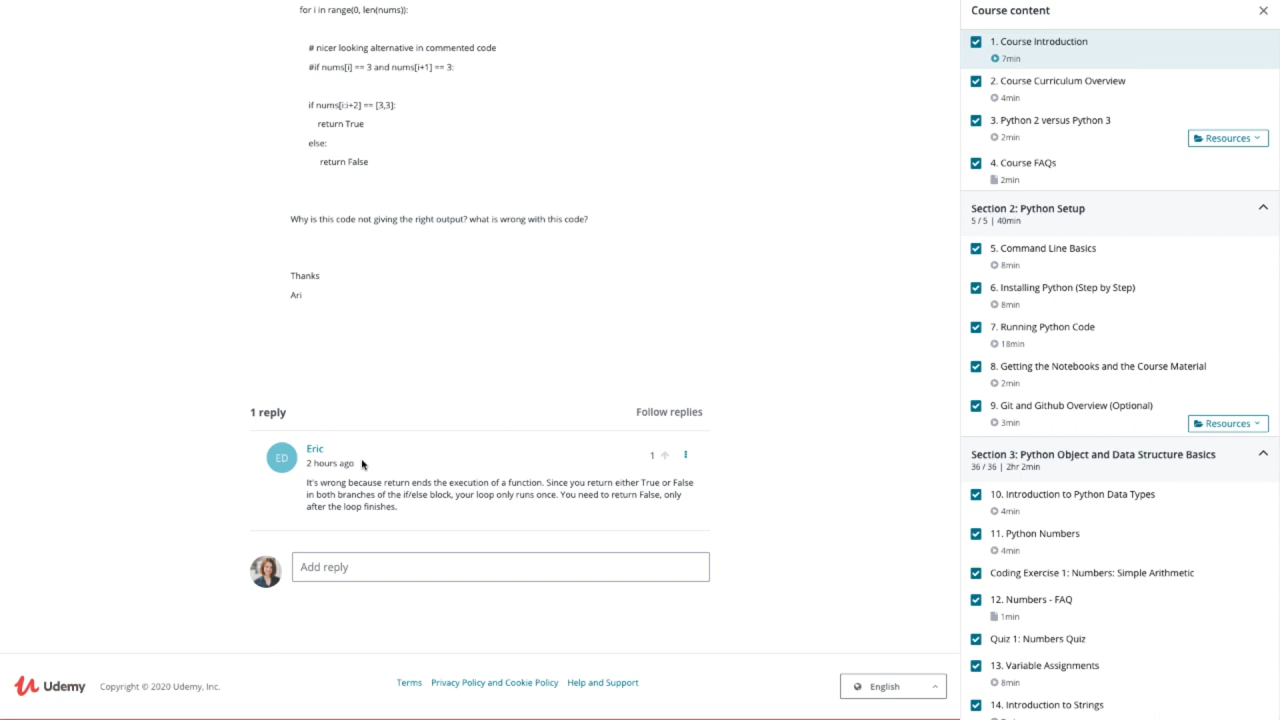 for i in range(0, len(nums)):
# nicer looking alternative in commented code
#if nums[i] == 3 and nums[i+1] == 3:
if nums[i:i+2] == [3,3]:
return True
else:
return False
Why is this code not giving the right output? what is wrong with this code?
Thanks
Ari
1 reply
Follow replies
ED
Eric
2 hours ago
1
It's wrong because return ends the execution of a function. Since you return either True or False
in both branches of the if/else block, your loop only runs once. You need to return False, only
after the loop finishes.
Add reply
Udemy
Copyright © 2020 Udemy, Inc.
Terms
Privacy Policy and Cookie Policy
Help and Support
English
Course content
1. Course Introduction
7min
2. Course Curriculum Overview
4min
3. Python 2 versus Python 3
2min
Resources
4. Course FAQs
2min
Section 2: Python Setup
5 / 5 | 40min
5. Command Line Basics
8min
6. Installing Python (Step by Step)
8min
7. Running Python Code
18min
8. Getting the Notebooks and the Course Material
2min
9. Git and Github Overview (Optional)
3min
Resources
Section 3: Python Object and Data Structure Basics
36 / 36 | 2hr 2min
10. Introduction to Python Data Types
4min
11. Python Numbers
4min
Coding Exercise 1: Numbers: Simple Arithmetic
12. Numbers - FAQ
1min
Quiz 1: Numbers Quiz
13. Variable Assignments
8min
14. Introduction to Strings